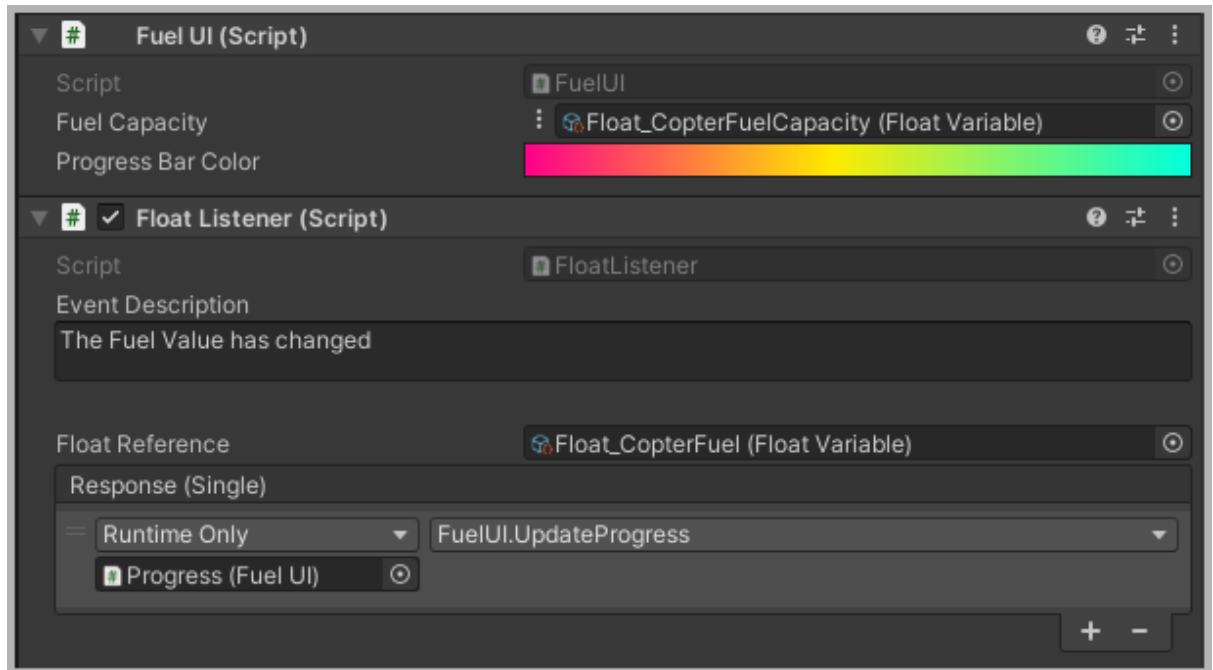 Fuel UI (Script)
Script FuelUI
Fuel Capacity Float_CopterFuelCapacity (Float Variable)
Progress Bar Color
Float Listener (Script)
Script FloatListener
Event Description
The Fuel Value has changed
Float Reference Float_CopterFuel (Float Variable)
Response (Single)
Runtime Only FuelUI.UpdateProgress
Progress (Fuel UI)